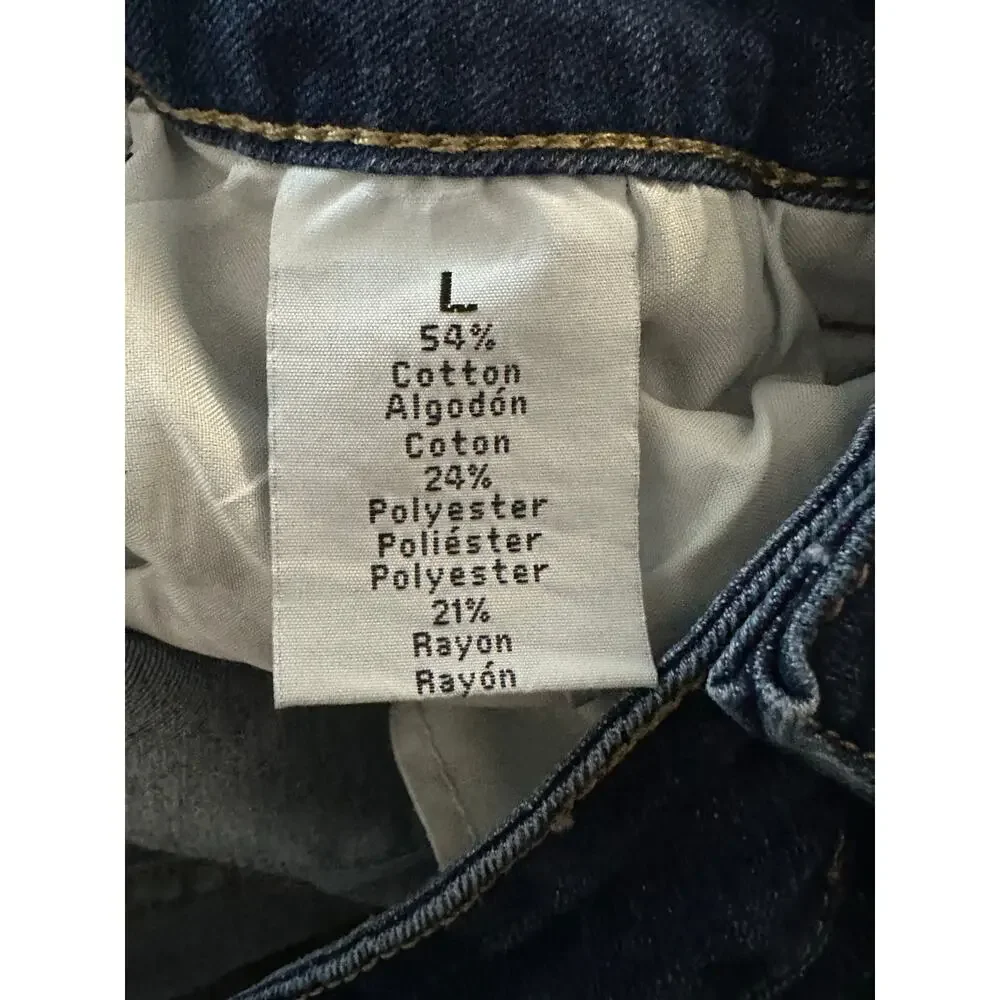 L
54%
Cotton
Algodón
Coton
24%
Polyester
Poliéster
Polyester
21%
Rayon
Rayón